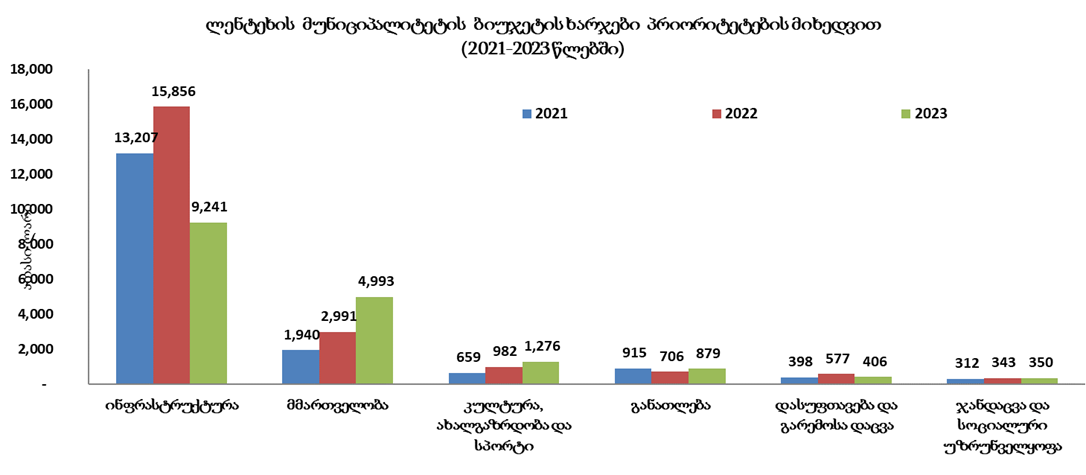 ლენტეხის მუნიციპალიტეტის ბიუჯეტის ხარჯები პრიორიტეტების მიხედვით
(2021-2023 წლებში)
18,000
16,000
14,000
12,000
10,000
8,000
6,000
4,000
2,000
-
2021
2022
2023
13,207
15,856
9,241
1,940
2,991
4,993
659
982
1,276
915
706
879
398
577
406
312
343
350
ინფრასტრუქტურა
მმართველობა
კულტურა,
ახალგაზრდობა და
სპორტი
განათლება
დასუფთავება და
გარემოსა დაცვა
ჯანდაცვა და
სოციალური
უზრუნველყოფა